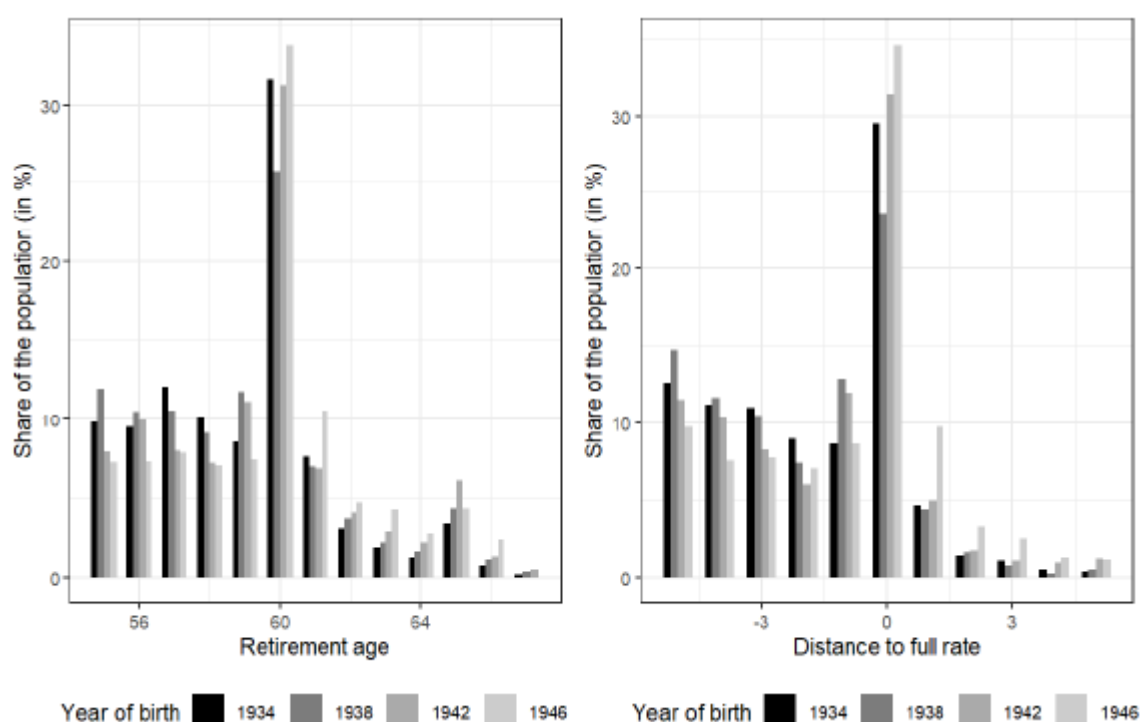 Share of the population (in %)
30
20
10
0
56
60
64
Retirement age
Year of birth 1934 1938 1942 1946
Share of the population (in %)
30
20
10
0
-3
0
3
Distance to full rate
Year of birth 1934 1938 1942 1946